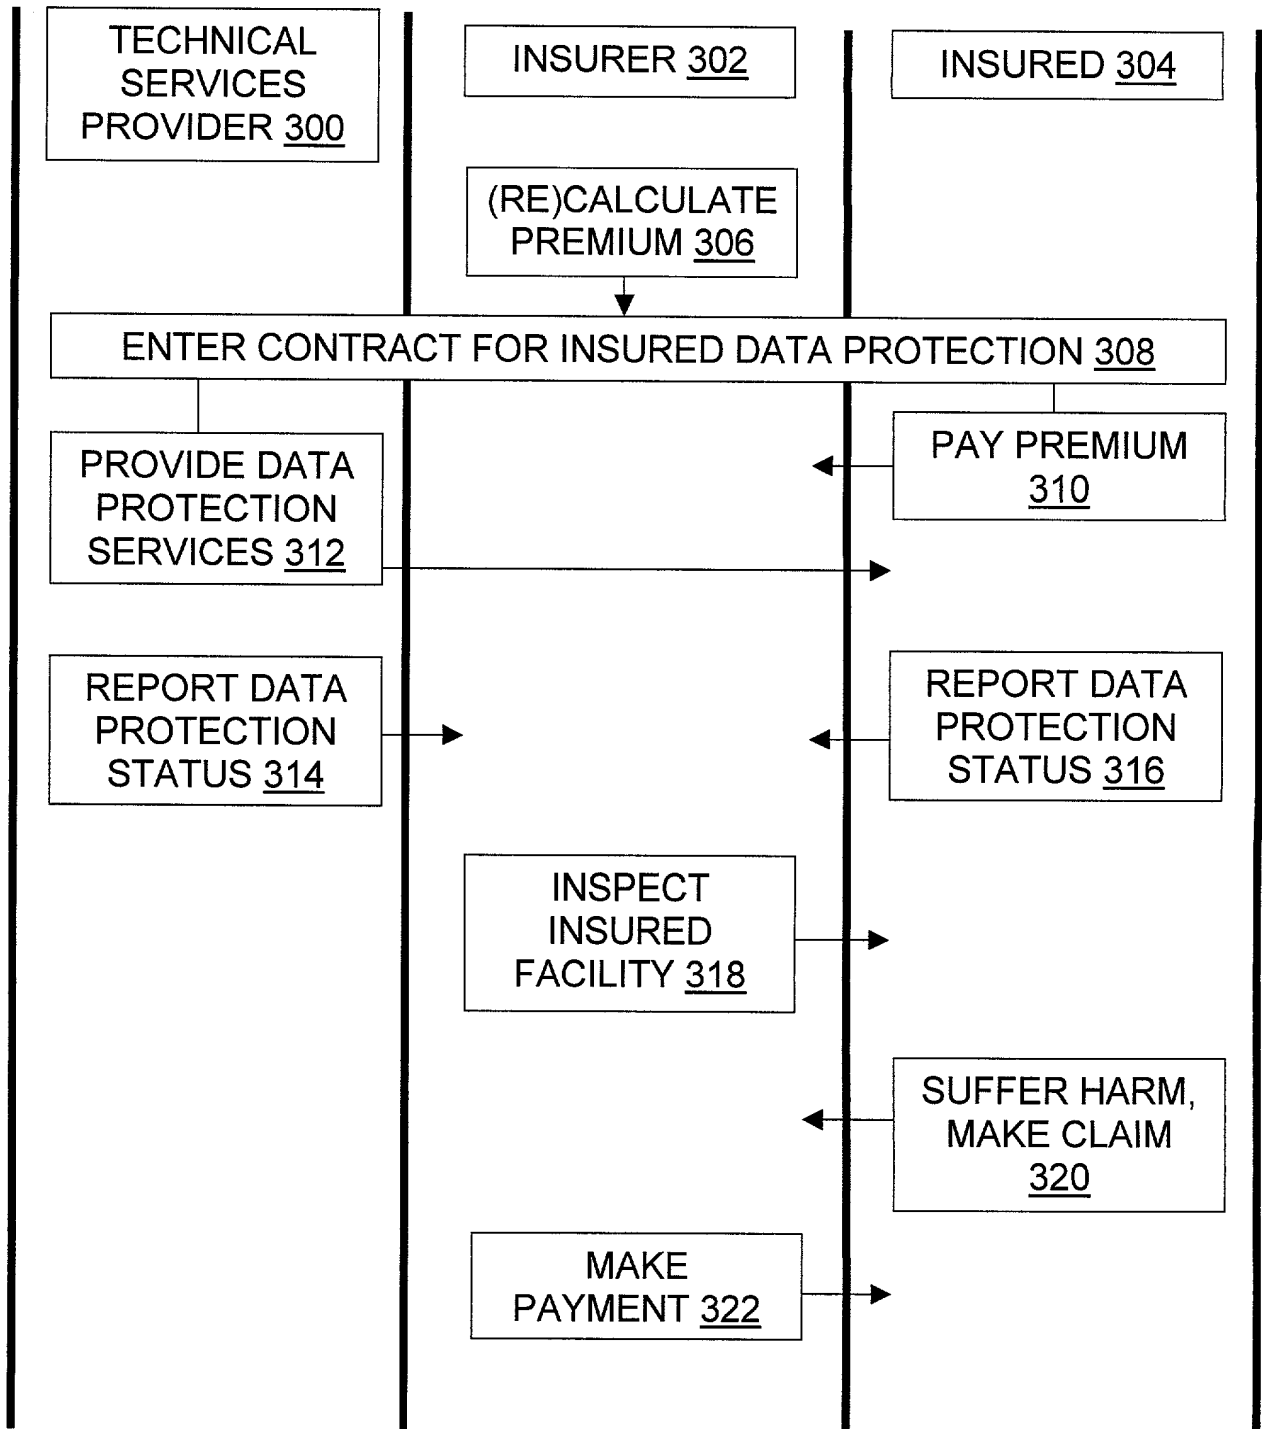 TECHNICAL
SERVICES
PROVIDER 300
INSURER 302
INSURED 304
(RE)CALCULATE
PREMIUM 306
ENTER CONTRACT FOR INSURED DATA PROTECTION 308
PROVIDE DATA
PROTECTION
SERVICES 312
PAY PREMIUM
310
REPORT DATA
PROTECTION
STATUS 314
REPORT DATA
PROTECTION
STATUS 316
INSPECT
INSURED
FACILITY 318
SUFFER HARM,
MAKE CLAIM
320
MAKE
PAYMENT 322